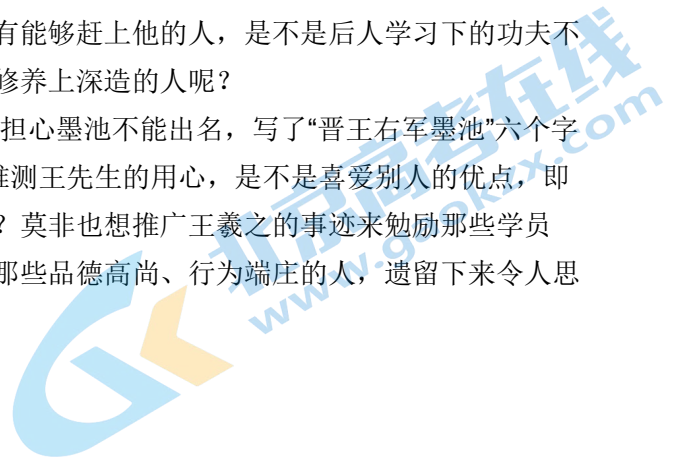 有能够赶上他的人，是不是后人学习下的功夫不
修养上深造的人呢？
担心墨池不能出名，写了“晋王右军墨池”六个字
推测王先生的用心，是不是喜爱别人的优点，即
？莫非也想推广王羲之的事迹来勉励那些学员
那些品德高尚、行为端庄的人，遗留下来令人思
北京高考在线
www.gaokzx.com